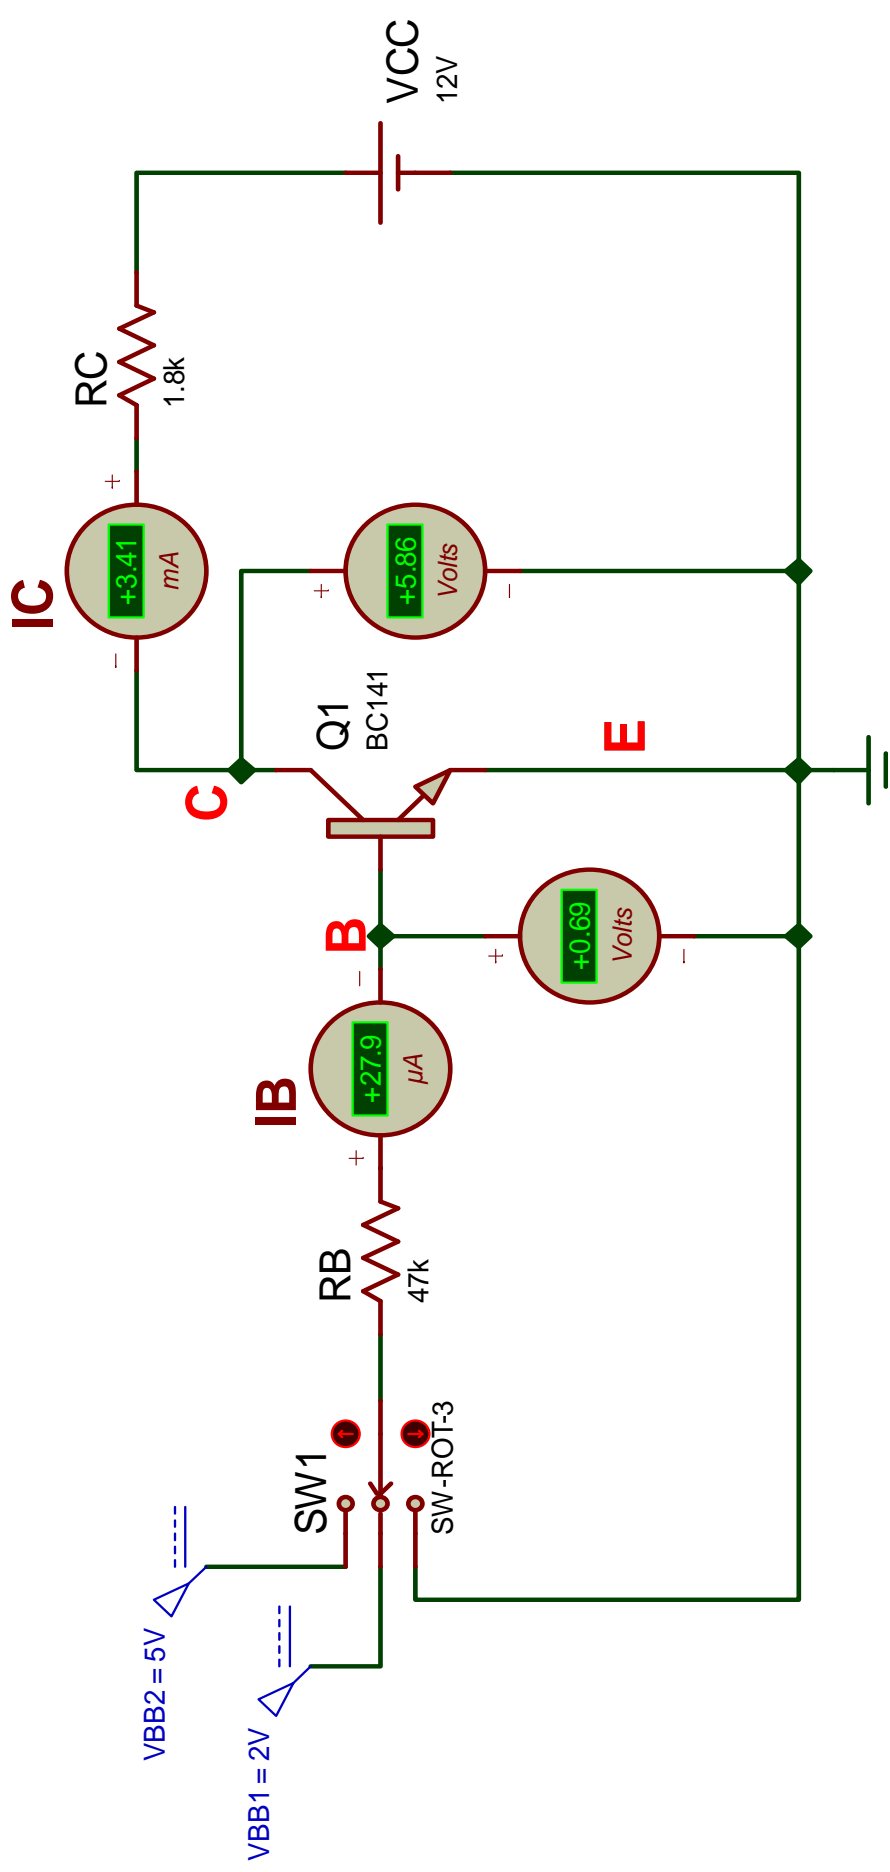 IC
+3.41
mA
+
−
RC
1.8k
VCC
12V
C
Q1
BC141
+
+5.86
Volts
−
E
B
IB
+
+27.9
µA
−
+
+0.69
Volts
−
RB
47k
VBB2 = 5V
VBB1 = 2V
SW1
SW-ROT-3